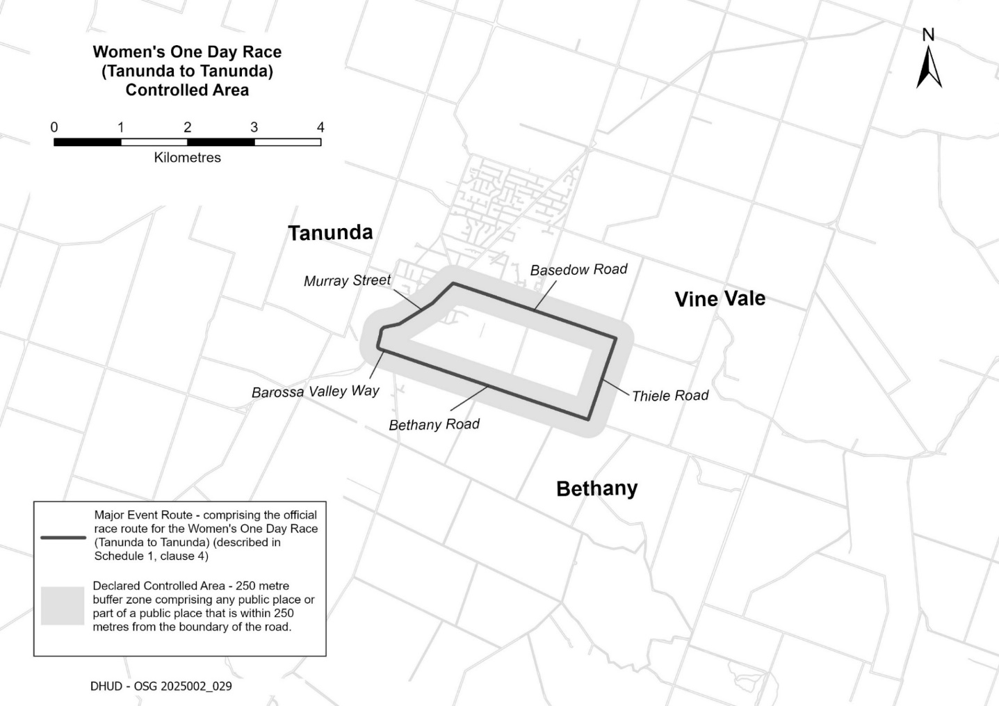 Women's One Day Race
(Tanunda to Tanunda)
Controlled Area
N
0 1 2 3 4
Kilometres
Tanunda
Murray Street
Basedow Road
Vine Vale
Barossa Valley Way
Thiele Road
Bethany Road
Bethany
Major Event Route - comprising the official
race route for the Women's One Day Race
(Tanunda to Tanunda) (described in
Schedule 1, clause 4)
Declared Controlled Area - 250 metre
buffer zone comprising any public place or
part of a public place that is within 250
metres from the boundary of the road.
DHUD - OSG 2025002_029